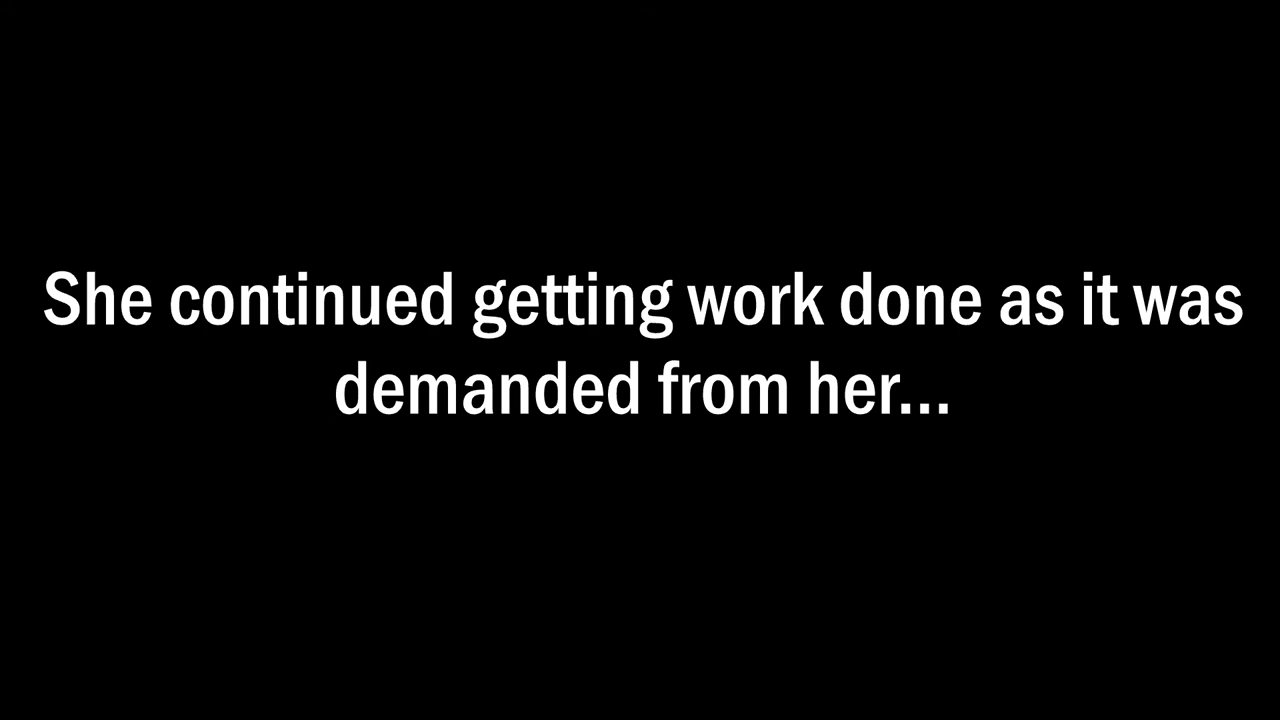 She continued getting work done as it was
demanded from her...